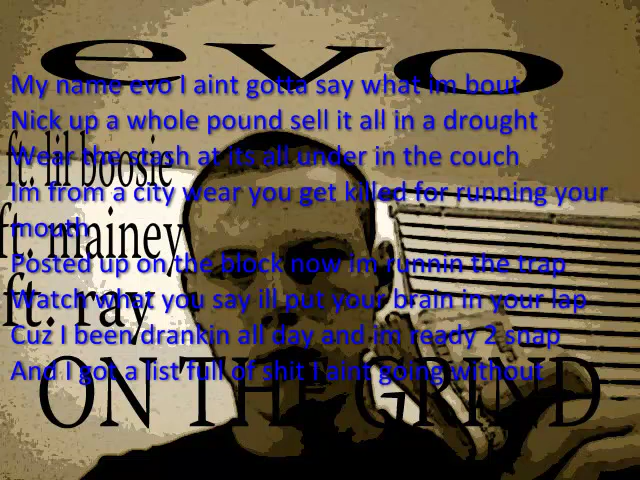 evo
My name evo I aint gotta say what im bout
Nick up a whole pound sell it all in a drought
Wear the stash at its all under in the couch
Im from a city wear you get killed for running your
mouth
Posted up on the block now im runnin the trap
Watch what you say ill put your brain in your lap
Cuz I been drankin all day and im ready 2 snap
And I got a list full of shit I aint going without
ft. lil boosie
ft. mainey
ft. ray
ON THE GRIND